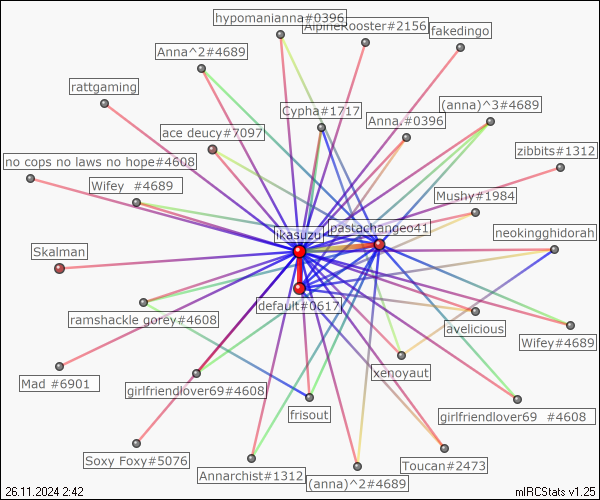 hypomanianna#0396
AlpineRooster#2156
fakedingo
Anna^2#4689
rattgaming
Cypha#1717
(anna)^3#4689
Anna,#0396
ace deucy#7097
zibbits#1312
no cops no laws no hope#4608
Wifey  #4689
Mushy#1984
ikasuzu
pastachangeo41
neokingghidorah
Skalman
default#0617
ramshackle gorey#4608
avelicious
Wifey#4689
xenoyaut
Mad #6901
girlfriendlover69#4608
frisout
girlfriendlover69  #4608
Soxy Foxy#5076
Annarchist#1312
Toucan#2473
(anna)^2#4689
26.11.2024 2:42
mIRCStats v1.25